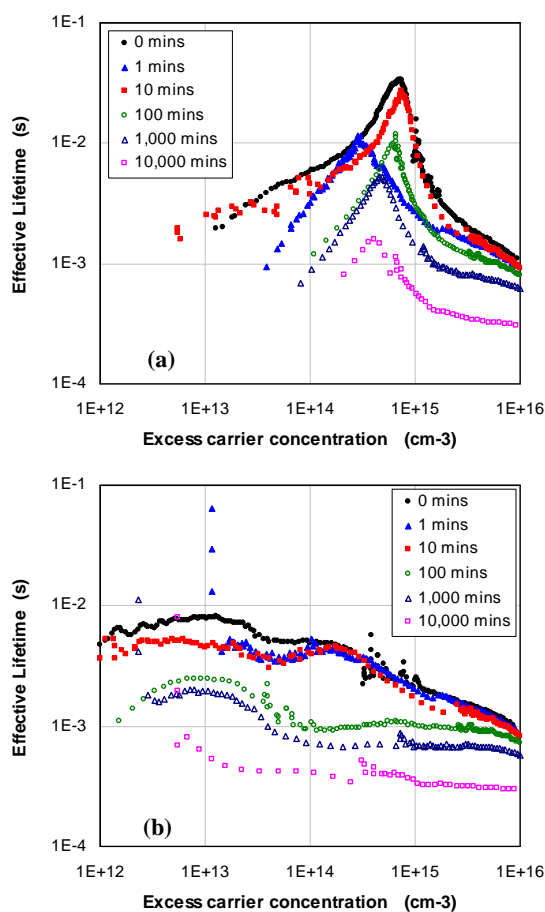 1E-1
1E-2
1E-3
1E-4
Effective Lifetime (s)
0 mins
1 mins
10 mins
100 mins
1,000 mins
10,000 mins
(a)
1E+12
1E+13
1E+14
1E+15
1E+16
Excess carrier concentration (cm-3)
1E-1
1E-2
1E-3
1E-4
Effective Lifetime (s)
0 mins
1 mins
10 mins
100 mins
1,000 mins
10,000 mins
(b)
1E+12
1E+13
1E+14
1E+15
1E+16
Excess carrier concentration (cm-3)